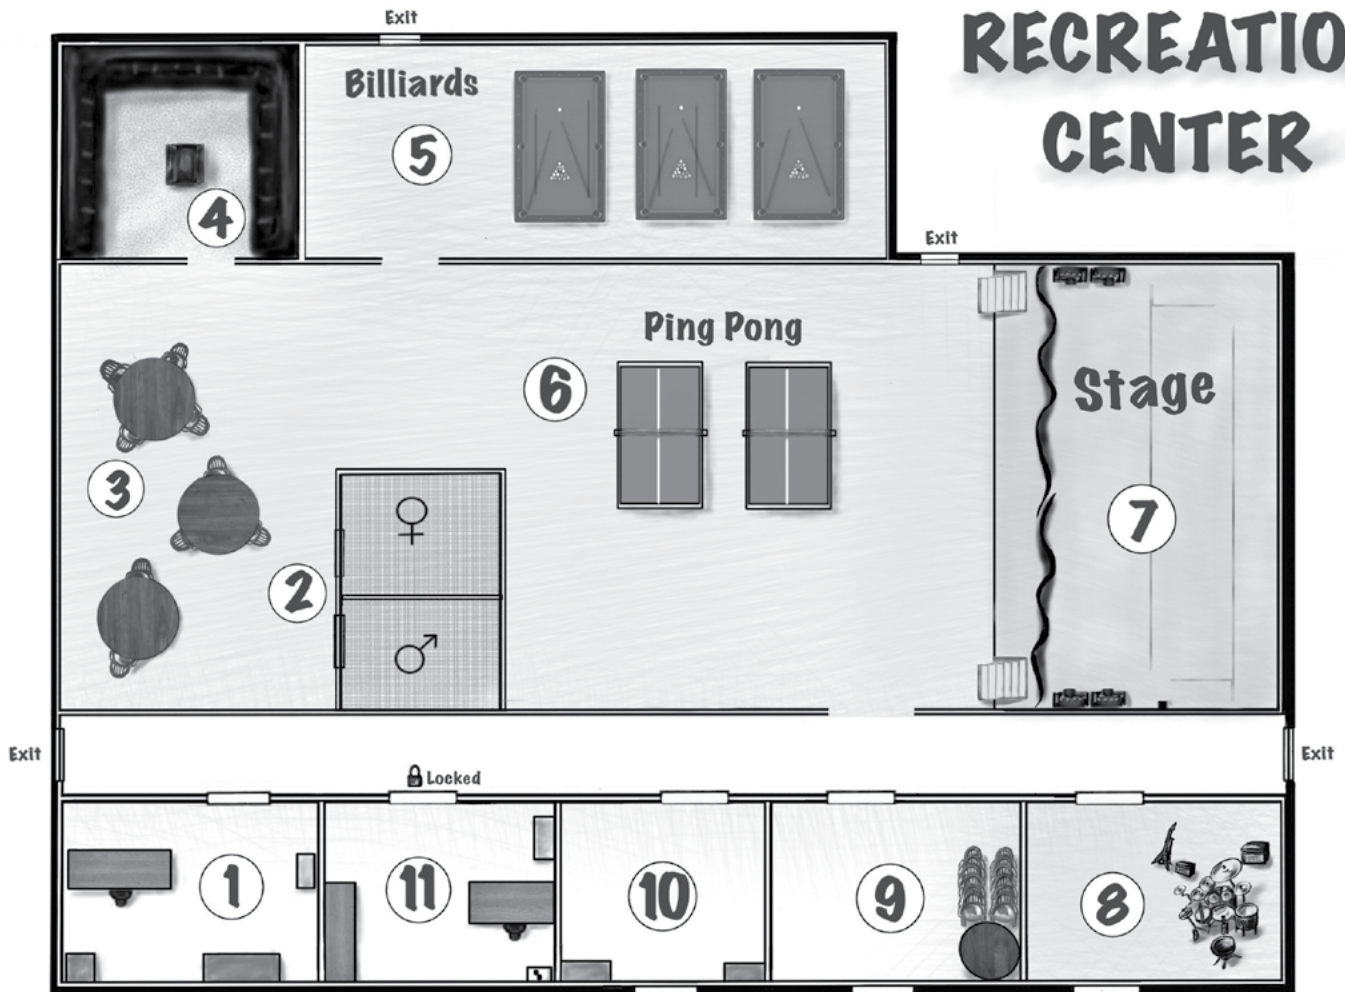 RECREATIO
CENTER
Exit
Billiards
5
4
Exit
Ping Pong
6
Stage
3
7
2
Exit
Locked
Exit
1
11
10
9
8